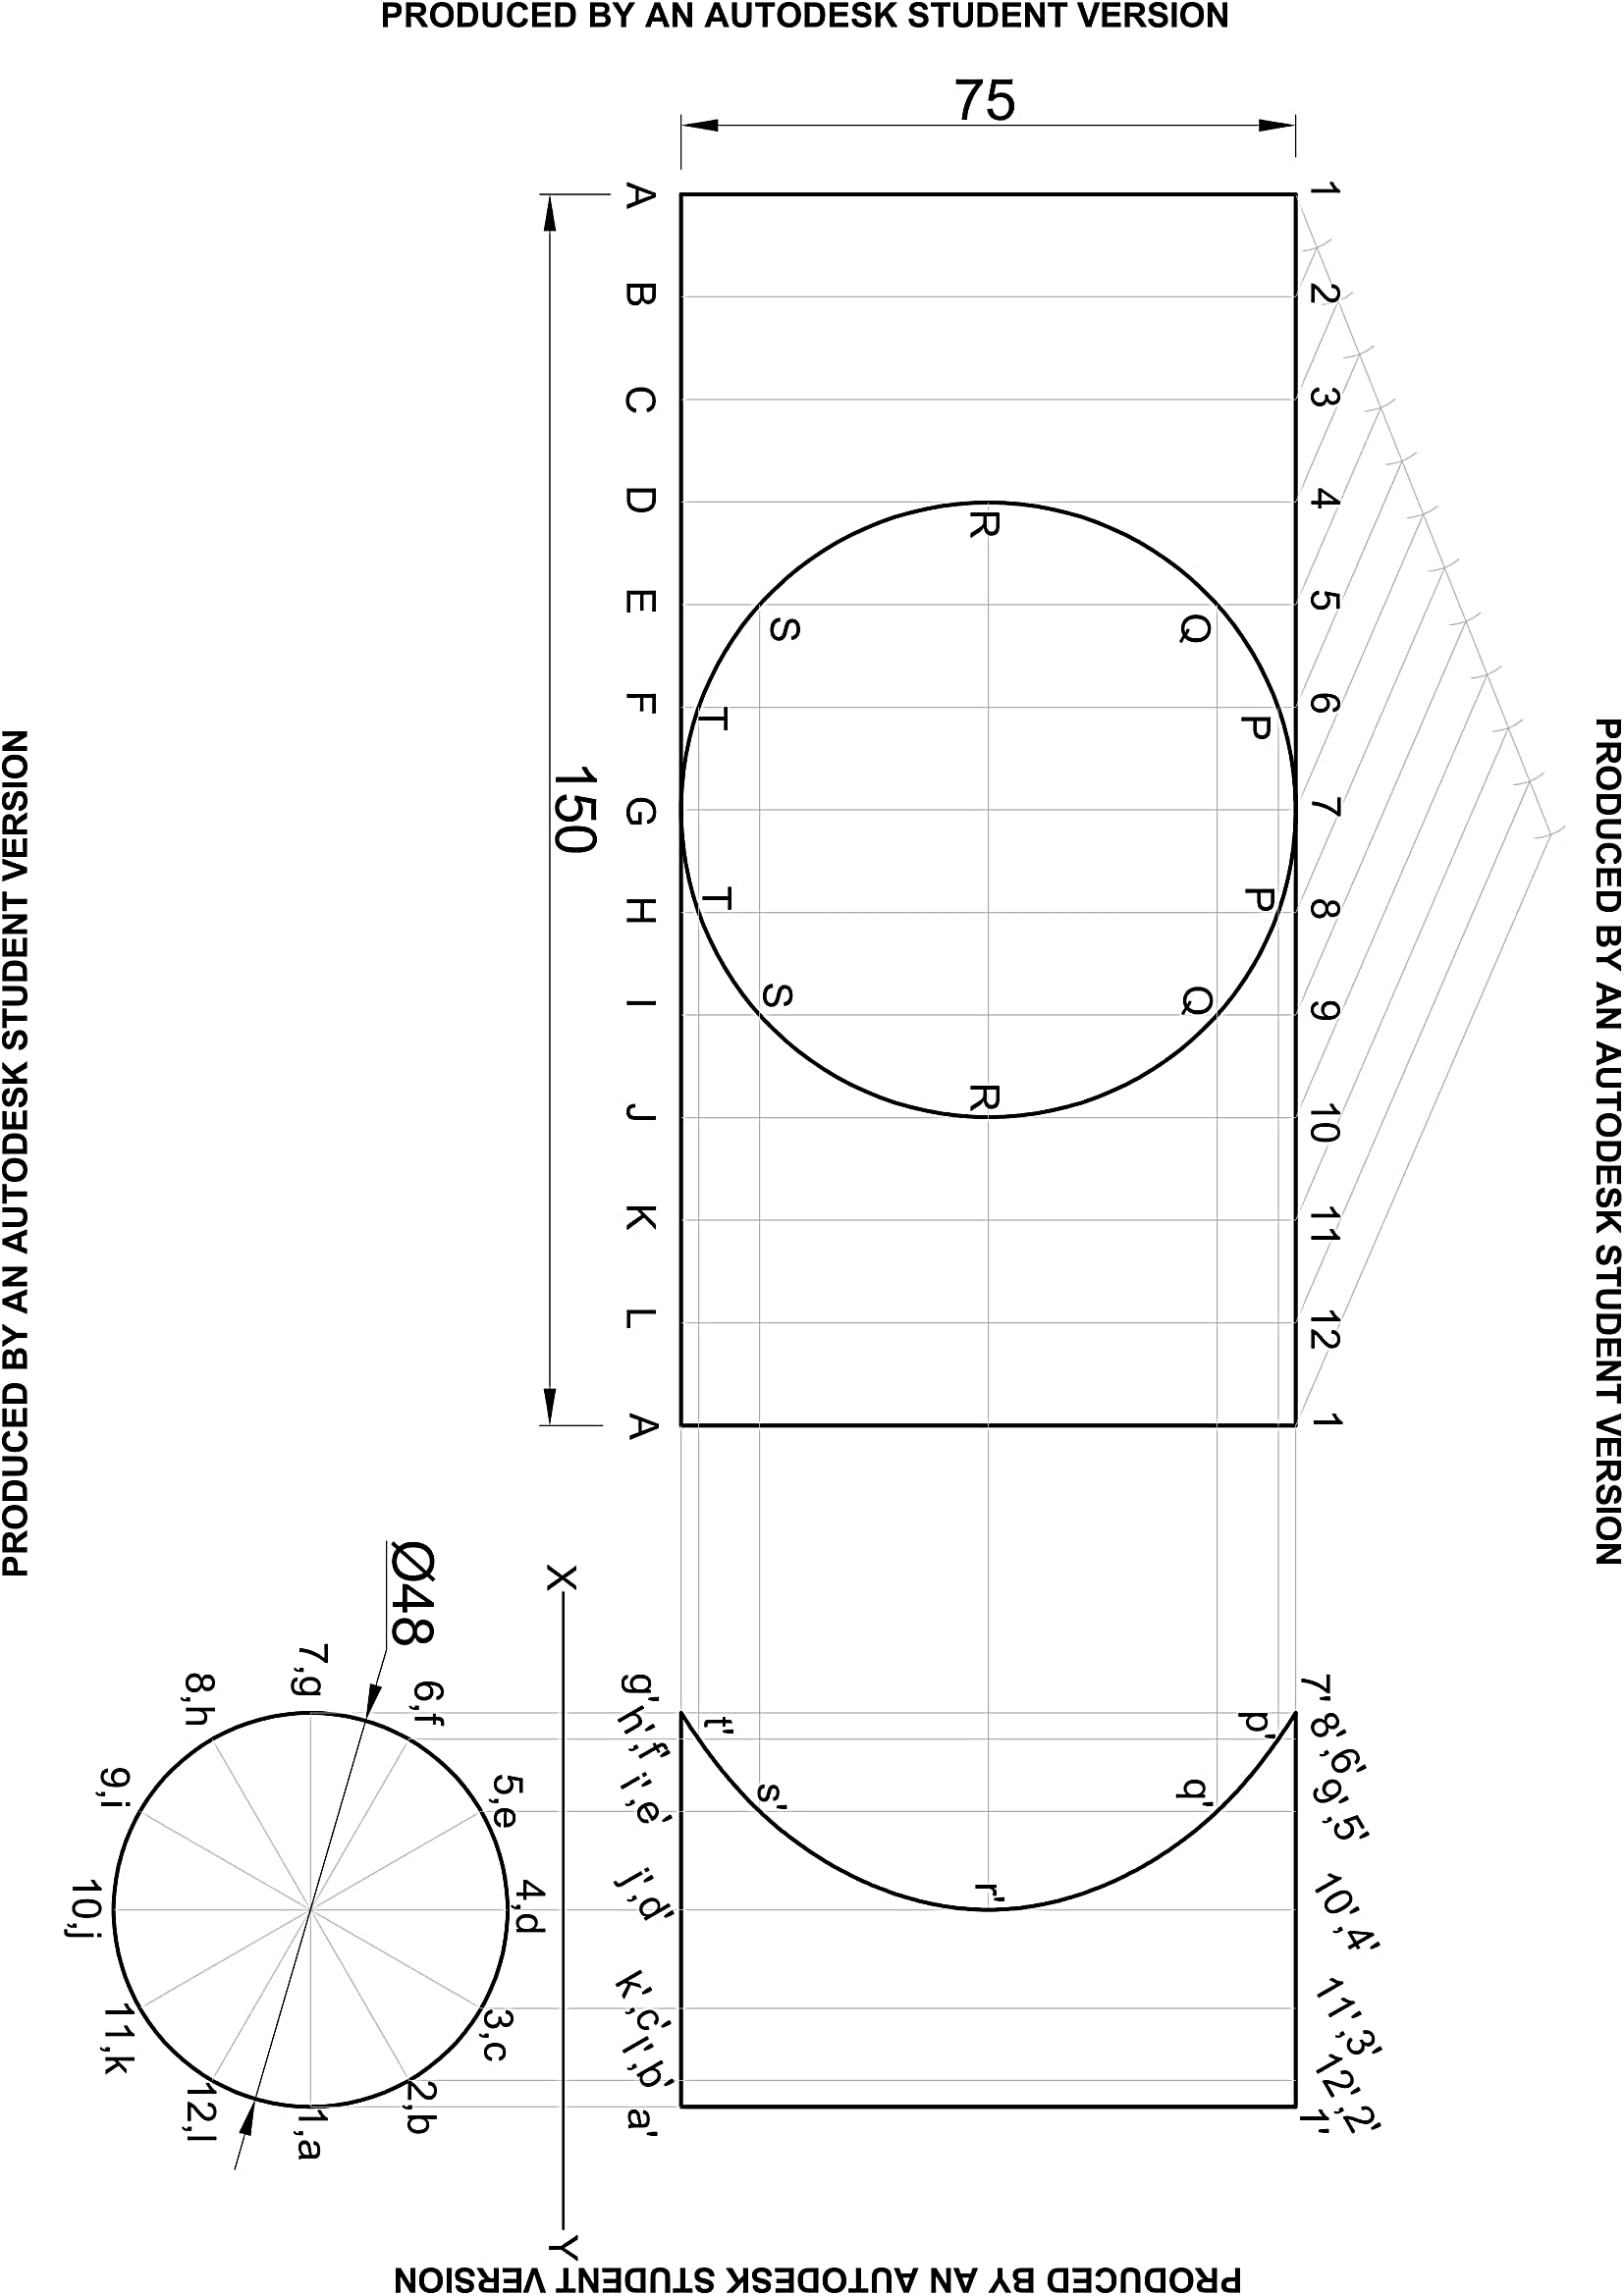 PRODUCED BY AN AUTODESK STUDENT VERSION
75
A
B
C
D
E
F
G
H
I
J
K
L
A
150
1
2
3
4
5
6
7
8
9
10
11
12
1
R
S
Q
T
P
T
P
S
Q
R
X
Y
Ø48
7,g
6,f
5,e
4,d
3,c
2,b
1,a
12,l
11,k
10,j
9,i
8,h
g'
h',f'
i',e'
j',d'
k',c'
l',b'
a'
t'
s'
r'
q'
p'
7'
8',6'
9',5'
10',4'
11',3'
12',2'
1'
PRODUCED BY AN AUTODESK STUDENT VERSION
PRODUCED BY AN AUTODESK STUDENT VERSION
PRODUCED BY AN AUTODESK STUDENT VERSION